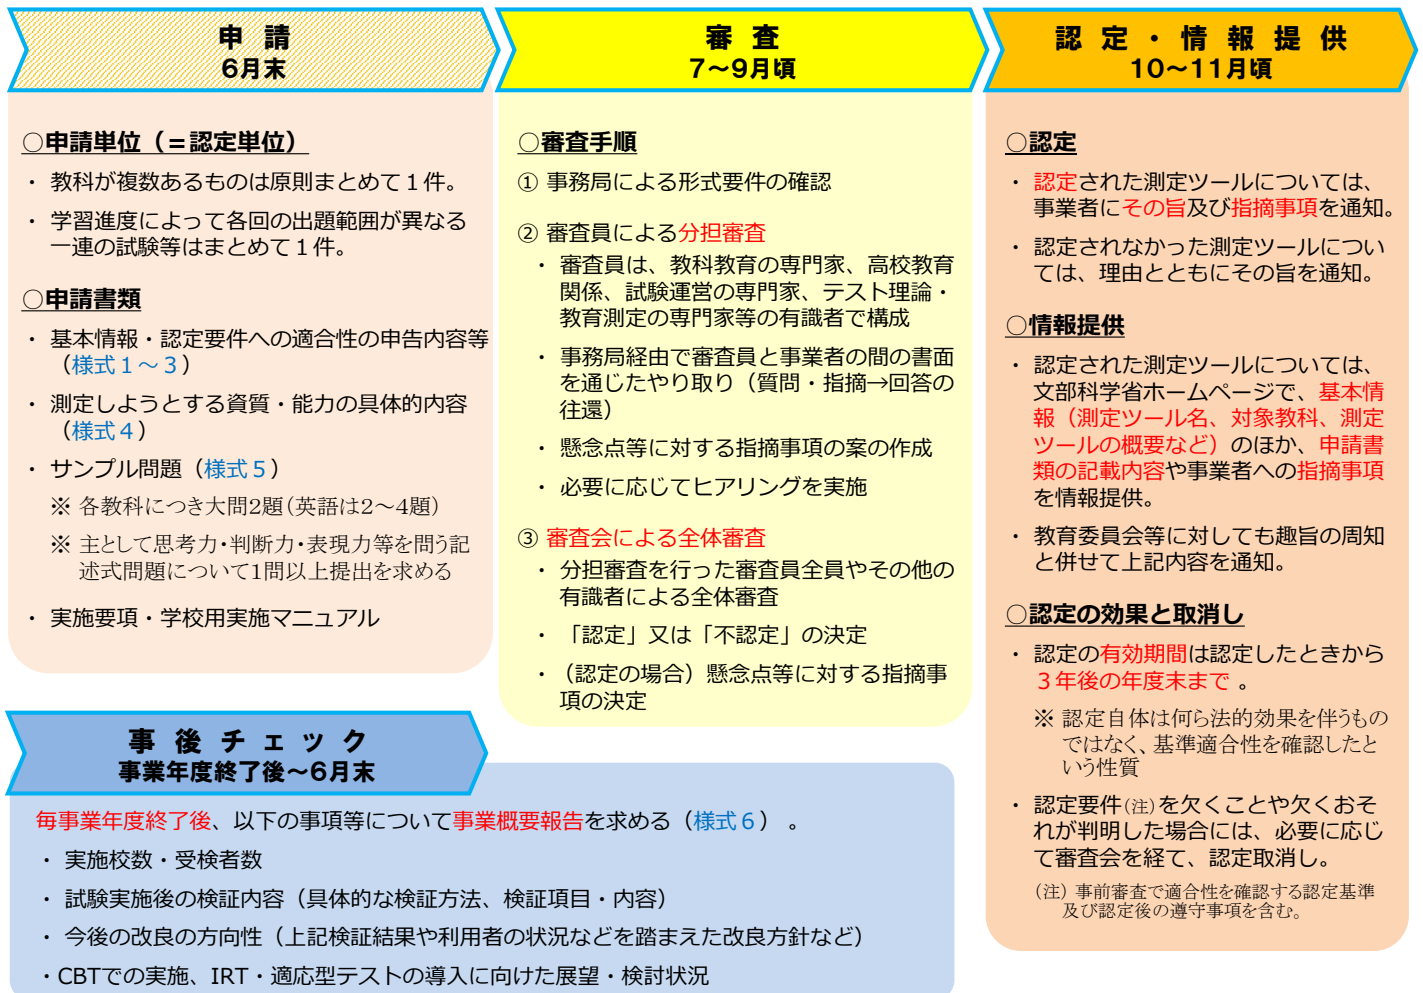 申 請
6月末
○申請単位（＝認定単位）
・ 教科が複数あるものは原則まとめて１件。
・ 学習進度によって各回の出題範囲が異なる
一連の試験等はまとめて１件。
○申請書類
・ 基本情報・認定要件への適合性の申告内容等
（様式１～３）
・ 測定しようとする資質・能力の具体的内容
（様式４）
・ サンプル問題（様式５）
※ 各教科につき大問2題（英語は2～4題）
※ 主として思考力・判断力・表現力等を問う記
述式問題について1問以上提出を求める
・ 実施要項・学校用実施マニュアル
審 査
7～9月頃
○審査手順
① 事務局による形式要件の確認
② 審査員による分担審査
・ 審査員は、教科教育の専門家、高校教育
関係、試験運営の専門家、テスト理論・
教育測定の専門家等の有識者で構成
・ 事務局経由で審査員と事業者の間の書面
を通じたやり取り（質問・指摘→回答の
往還）
・ 懸念点等に対する指摘事項の案の作成
・ 必要に応じてヒアリングを実施
③ 審査会による全体審査
・ 分担審査を行った審査員全員やその他の
有識者による全体審査
・ 「認定」又は「不認定」の決定
・ （認定の場合）懸念点等に対する指摘事
項の決定
認 定 ・ 情 報 提 供
10～11月頃
○認定
・ 認定された測定ツールについては、
事業者にその旨及び指摘事項を通知。
・ 認定されなかった測定ツールについ
ては、理由とともにその旨を通知。
○情報提供
・ 認定された測定ツールについては、
文部科学省ホームページで、基本情
報（測定ツール名、対象教科、測定
ツールの概要など）のほか、申請書
類の記載内容や事業者への指摘事項
を情報提供。
・ 教育委員会等に対しても趣旨の周知
と併せて上記内容を通知。
○認定の効果と取消し
・ 認定の有効期間は認定したときから
３年後の年度末まで 。
※ 認定自体は何ら法的効果を伴うもの
ではなく、基準適合性を確認したと
いう性質
・ 認定要件（注）を欠くことや欠くおそ
れが判明した場合には、必要に応じ
て審査会を経て、認定取消し。
（注） 事前審査で適合性を確認する認定基準
及び認定後の遵守事項を含む。
事 後 チ ェ ッ ク
事業年度終了後～6月末
毎事業年度終了後、以下の事項等について事業概要報告を求める（様式６） 。
・ 実施校数・受検者数
・ 試験実施後の検証内容（具体的な検証方法、検証項目・内容）
・ 今後の改良の方向性（上記検証結果や利用者の状況などを踏まえた改良方針など）
・CBTでの実施、IRT・適応型テストの導入に向けた展望・検討状況